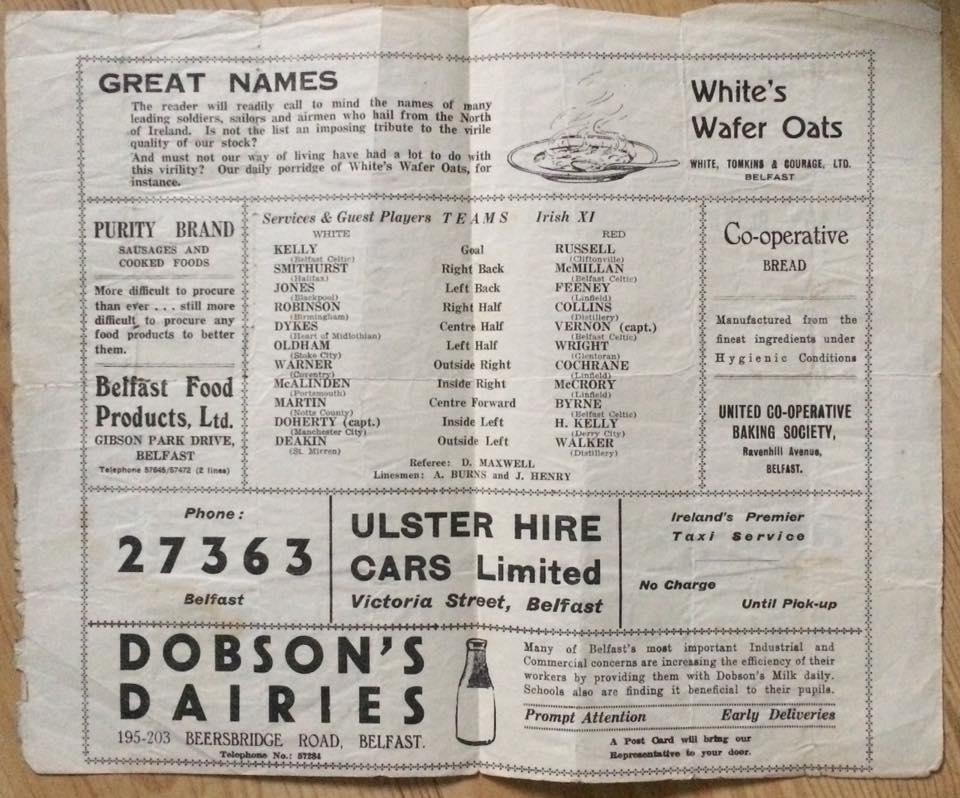 GREAT NAMES
The reader will readily call to mind the names of many
leading soldiers, sailors and airmen who hail from the North
of Ireland. Is not the list an imposing tribute to the virile
quality of our stock?
And must not our way of living have had a lot to do with
this virility? Our daily porridge of White's Wafer Oats, for
instance.
White's
Wafer Oats
WHITE, TOMKINS & COURAGE, LTD.
BELFAST
PURITY BRAND
SAUSAGES AND
COOKED FOODS
More difficult to procure
than ever . . . still more
difficult to procure any
food products to better
them.
Belfast Food
Products, Ltd.
GIBSON PARK DRIVE,
BELFAST
Telephone 57645/57472 (2 lines)
Services & Guest Players TEAMS Irish XI
WHITE RED
KELLY Goal RUSSELL
(Belfast Celtic) (Cliftonville)
SMITHURST Right Back McMILLAN
(Halifax) (Belfast Celtic)
JONES Left Back FEENEY
(Blackpool) (Linfield)
ROBINSON Right Half COLLINS
(Birmingham) (Distillery)
DYKES Centre Half VERNON (capt.)
(Heart of Midlothian) (Belfast Celtic)
OLDHAM Left Half WRIGHT
(Stoke City) (Glentoran)
WARNER Outside Right COCHRANE
(Coventry) (Linfield)
McALINDEN Inside Right McCRORY
(Portsmouth) (Linfield)
MARTIN Centre Forward BYRNE
(Notts County) (Belfast Celtic)
DOHERTY (capt.) Inside Left H. KELLY
(Manchester City) (Derry City)
DEAKIN Outside Left WALKER
(St. Mirren) (Distillery)
Referee: D. MAXWELL
Linesmen: A. BURNS and J. HENRY
Co-operative
BREAD
Manufactured from the
finest ingredients under
Hygienic Conditions
UNITED CO-OPERATIVE
BAKING SOCIETY,
Ravenhill Avenue,
BELFAST.
Phone:
27363
Belfast
ULSTER HIRE
CARS Limited
Victoria Street, Belfast
Ireland's Premier
Taxi Service
No Charge
Until Pick-up
DOBSON'S
DAIRIES
195-203 BEERSBRIDGE ROAD, BELFAST.
Telephone No.: 57284
Many of Belfast's most important Industrial and
Commercial concerns are increasing the efficiency of their
workers by providing them with Dobson's Milk daily.
Schools also are finding it beneficial to their pupils.
Prompt Attention Early Deliveries
A Post Card will bring our
Representative to your door.